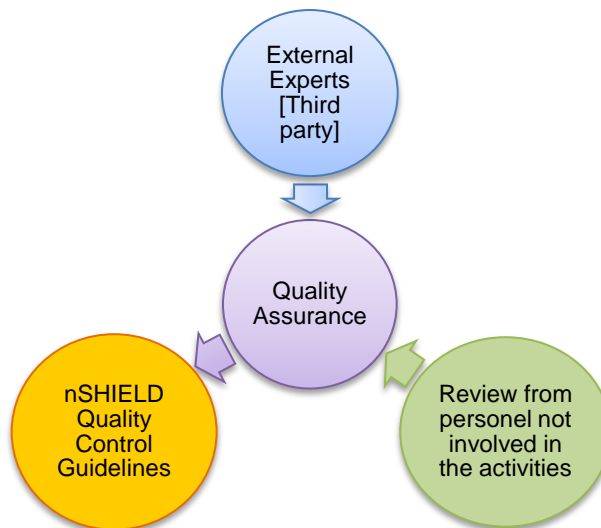 External
Experts
[Third
party]
Quality
Assurance
nSHIELD
Quality
Control
Guidelines
Review from
personel not
involved in
the activities